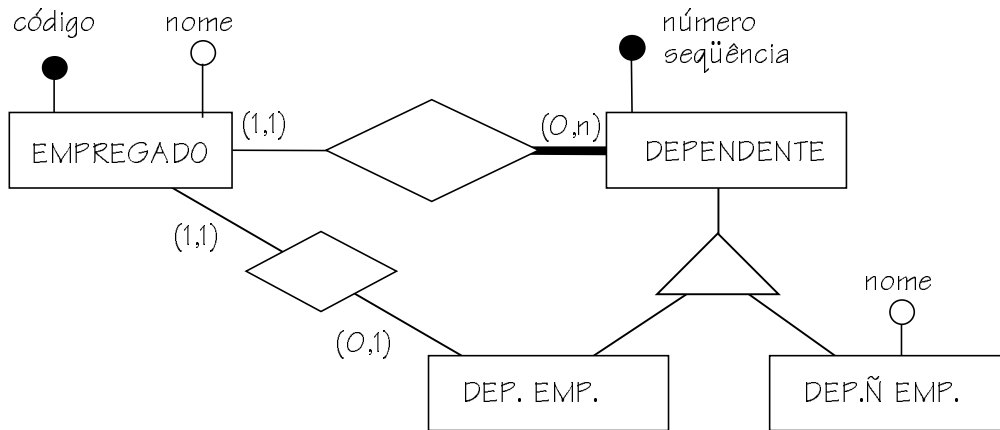 código
nome
número
seqüência
(1,1)
(0,n)
EMPREGADO
DEPENDENTE
(1,1)
nome
(0,1)
DEP. EMP.
DEP.Ñ EMP.